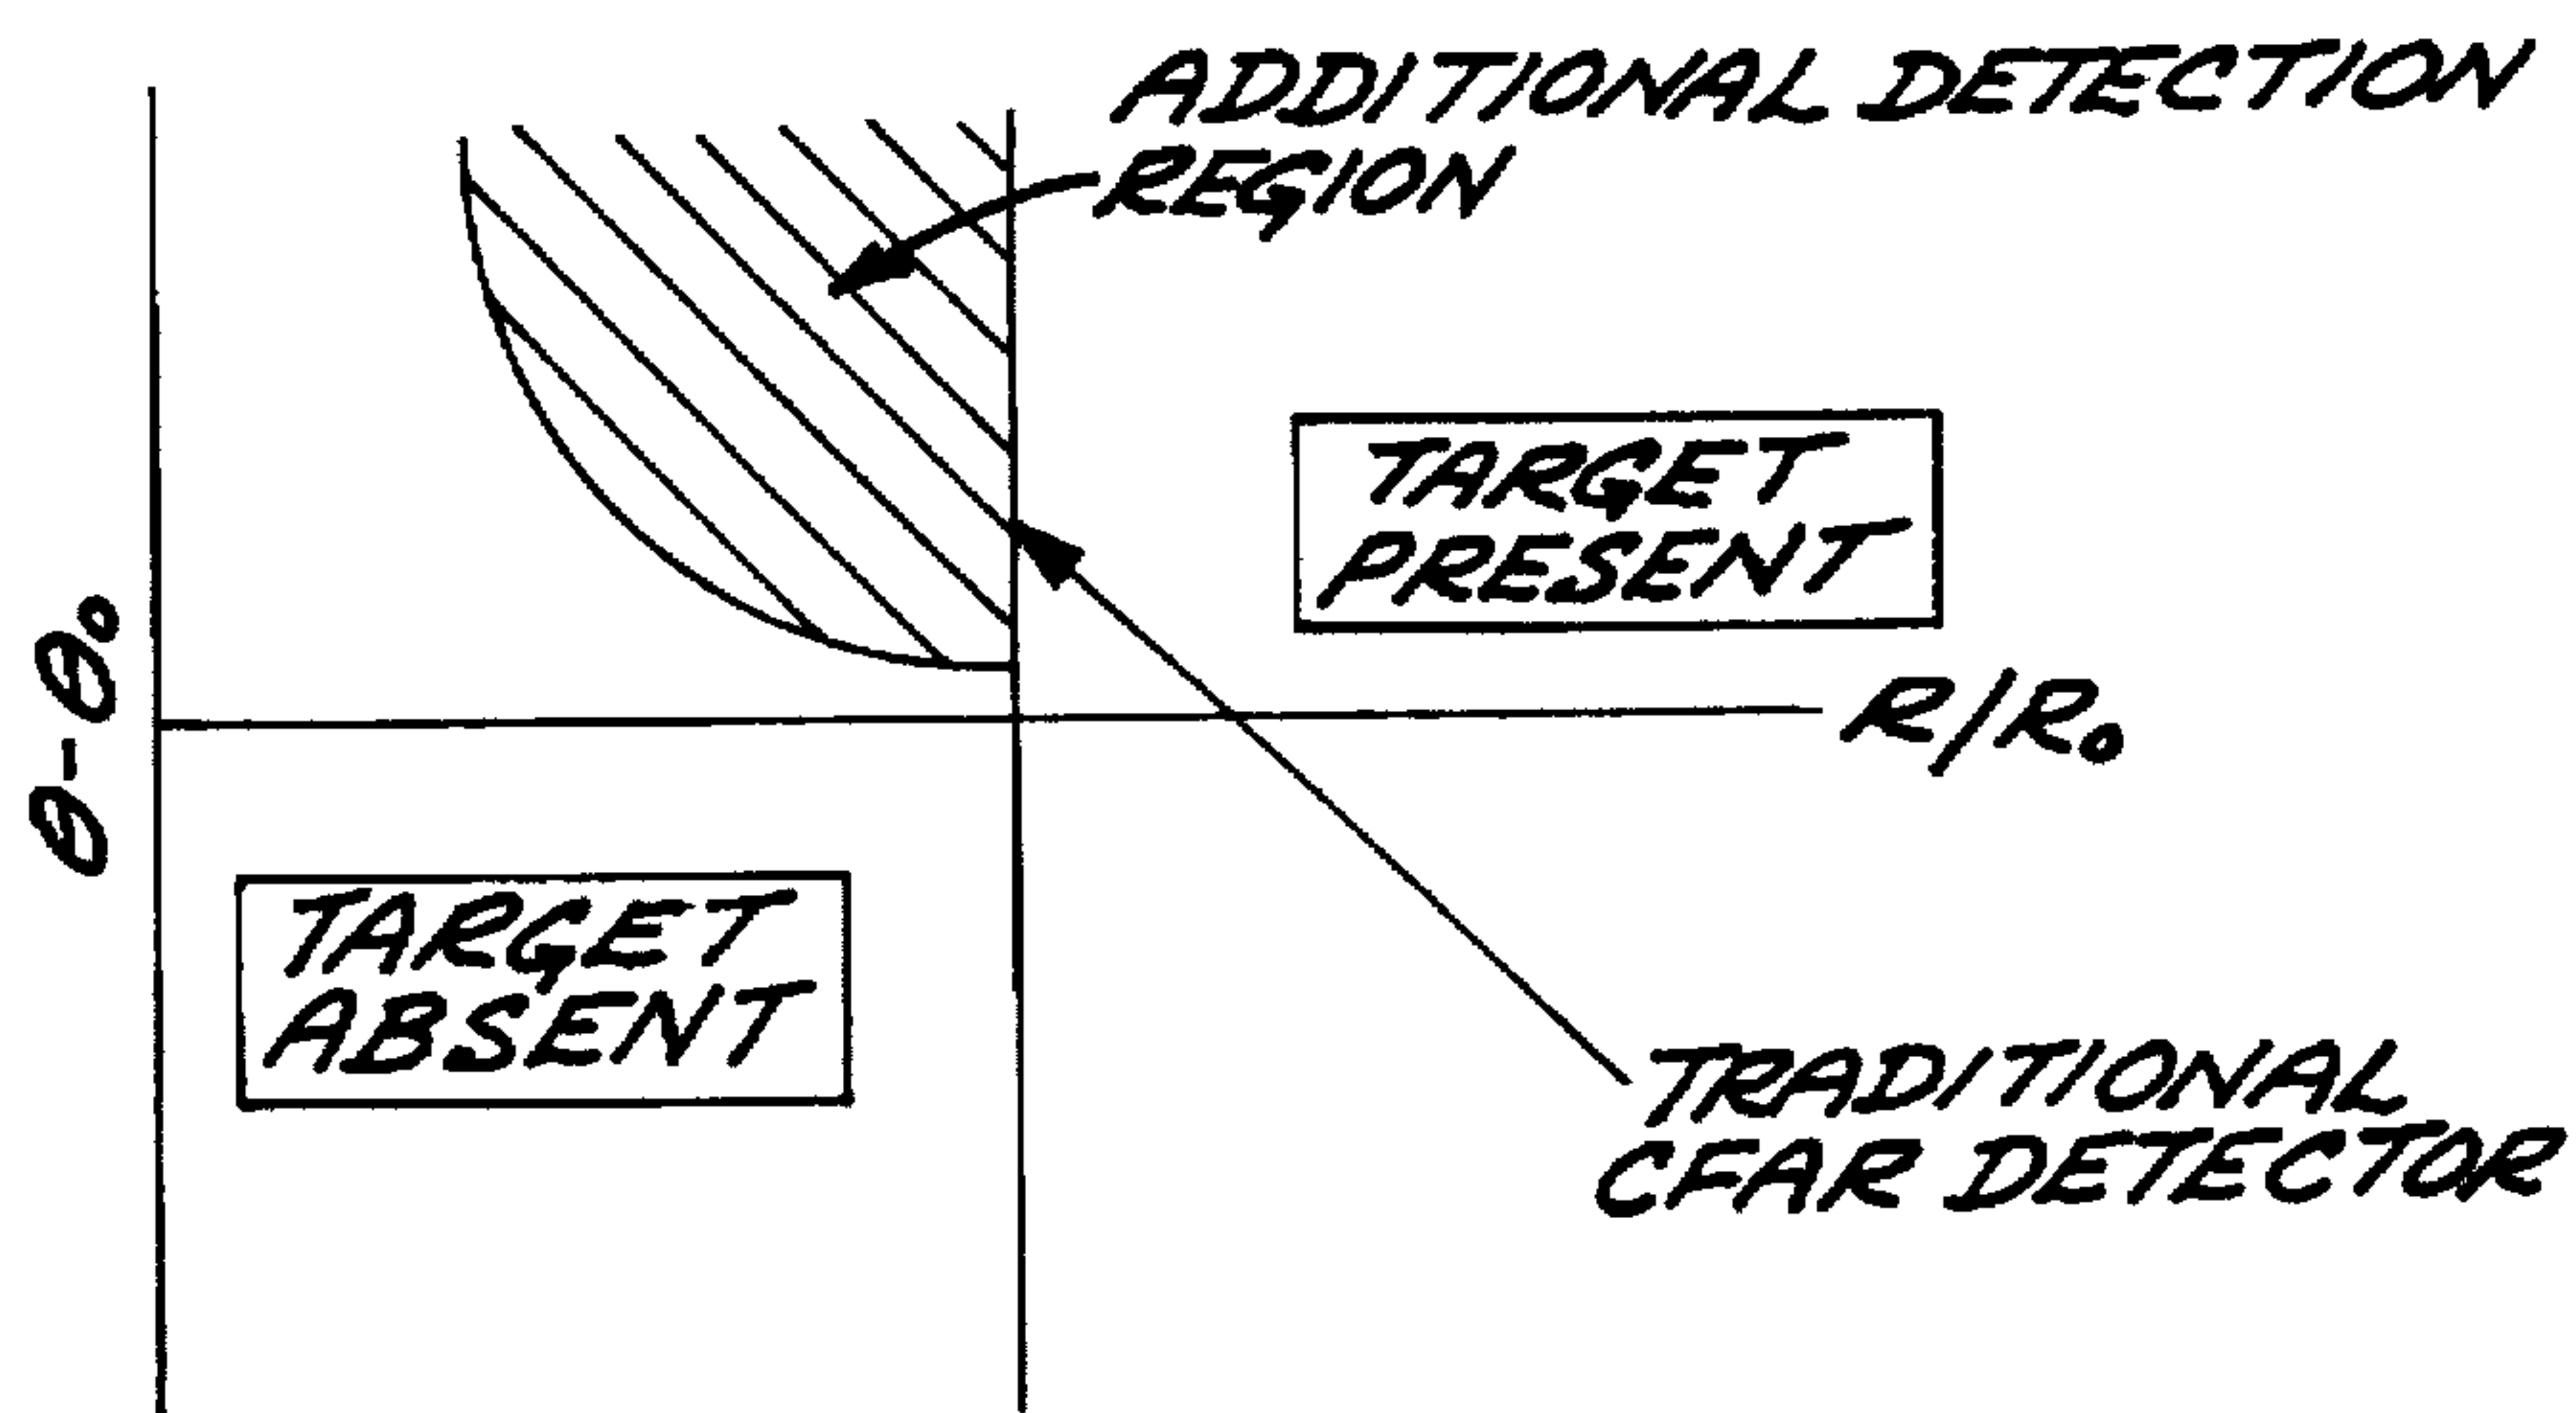 ADDITIONAL DETECTION
REGION
TARGET
PRESENT
θ-θ₀
R/R₀
TARGET
ABSENT
TRADITIONAL
CFAR DETECTOR